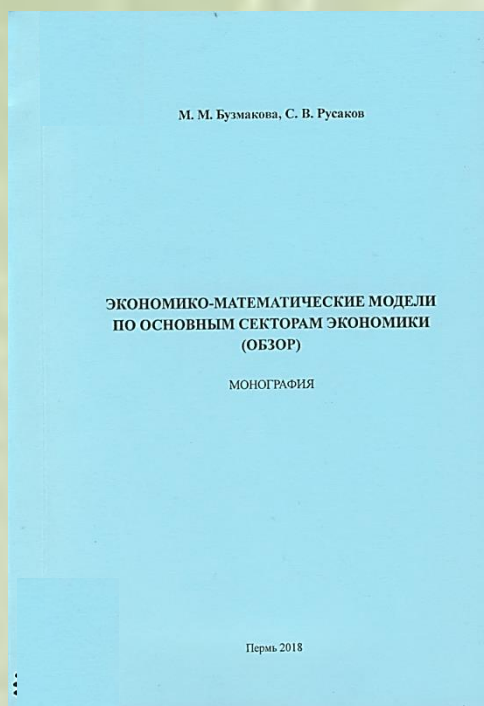 М. М. Бузмакова, С. В. Русаков
ЭКОНОМИКО-МАТЕМАТИЧЕСКИЕ МОДЕЛИ
ПО ОСНОВНЫМ СЕКТОРАМ ЭКОНОМИКИ
(ОБЗОР)
МОНОГРАФИЯ
Пермь 2018